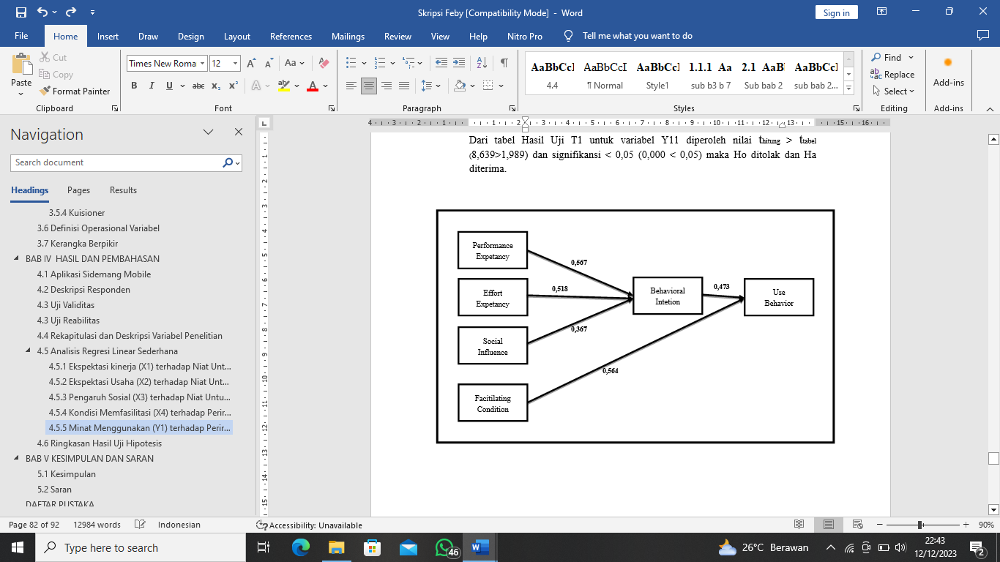 Skripsi Feby [Compatibility Mode] - Word
Sign in
File Home Insert Draw Design Layout References Mailings Review View Help Nitro Pro Tell me what you want to do
Paste
Cut
Copy
Format Painter
Clipboard
Times New Roma 12
Font
Paragraph
AaBbCcI AaBbCcI AaBbCcI 1.1.1 Aa 2.1 AaBl AaBbCcI
4.4 ¶ Normal Style1 sub b3 b 7 Sub bab 2 sub bab 2...
Styles
Find
Replace
Select
Editing
Add-ins
Add-ins
Navigation
Search document
Headings Pages Results
3.5.4 Kuisioner
3.6 Definisi Operasional Variabel
3.7 Kerangka Berpikir
BAB IV HASIL DAN PEMBAHASAN
4.1 Aplikasi Sidemang Mobile
4.2 Deskripsi Responden
4.3 Uji Validitas
4.3 Uji Reabilitas
4.4 Rekapitulasi dan Deskripsi Variabel Penelitian
4.5 Analisis Regresi Linear Sederhana
4.5.1 Ekspektasi kinerja (X1) terhadap Niat Unt...
4.5.2 Ekspektasi Usaha (X2) terhadap Niat Unt...
4.5.3 Pengaruh Sosial (X3) terhadap Niat Untu...
4.5.4 Kondisi Memfasilitasi (X4) terhadap Perir...
4.5.5 Minat Menggunakan (Y1) terhadap Perir...
4.6 Ringkasan Hasil Uji Hipotesis
BAB V KESIMPULAN DAN SARAN
5.1 Kesimpulan
5.2 Saran
DAFTAR PUSTAKA
Dari tabel Hasil Uji T1 untuk variabel Y11 diperoleh nilai thitung > ttabel
(8,639>1,989) dan signifikansi < 0,05 (0,000 < 0,05) maka Ho ditolak dan Ha
diterima.
Performance
Expetancy
0,567
Effort
Expetancy
0,518
Social
Influence
0,367
Facitilating
Condition
0,564
Behavioral
Intetion
0,473
Use
Behavior
Page 82 of 92 12984 words Indonesian Accessibility: Unavailable 90%
Type here to search
46
26°C Berawan
22:43
12/12/2023
2